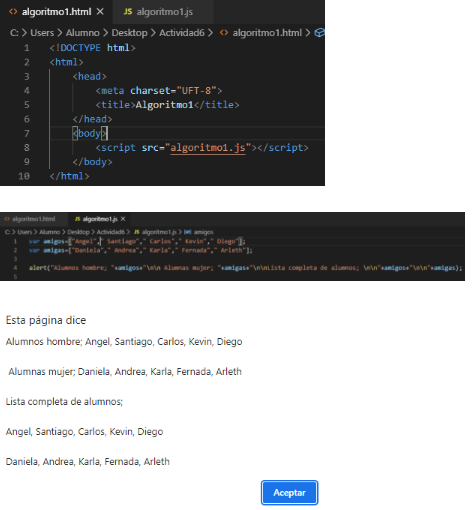 algoritmo1.html × JS algoritmo1.js
C: > Users > Alumno > Desktop > Actividad6 > algoritmo1.html >
1 <!DOCTYPE html>
2 <html>
3 <head>
4 <meta charset="UFT-8">
5 <title>Algoritmo1</title>
6 </head>
7 <body>
8 <script src="algoritmo1.js"></script>
9 </body>
10 </html>
algoritmo1.html JS algoritmo1.js ×
C: > Users > Alumno > Desktop > Actividad6 > JS algoritmo1.js > amigos
1 var amigos=["Angel"," Santiago"," Carlos"," Kevin"," Diego"];
2 var amigas=["Daniela"," Andrea"," Karla"," Fernada"," Arleth"];
3
4 alert("Alumnos hombre; "+amigos+"\n\n Alumnas mujer; "+amigas+"\n\nLista completa de alumnos; \n\n"+amigos+"\n\n"+amigas);
5
Esta página dice
Alumnos hombre; Angel, Santiago, Carlos, Kevin, Diego
Alumnas mujer; Daniela, Andrea, Karla, Fernada, Arleth
Lista completa de alumnos;
Angel, Santiago, Carlos, Kevin, Diego
Daniela, Andrea, Karla, Fernada, Arleth
Aceptar